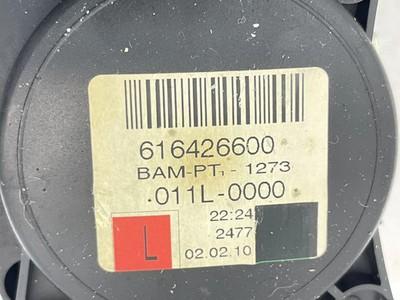 616426600
BAM-PT, - 1273
.011L-0000
22:24
2477
L
02.02.10